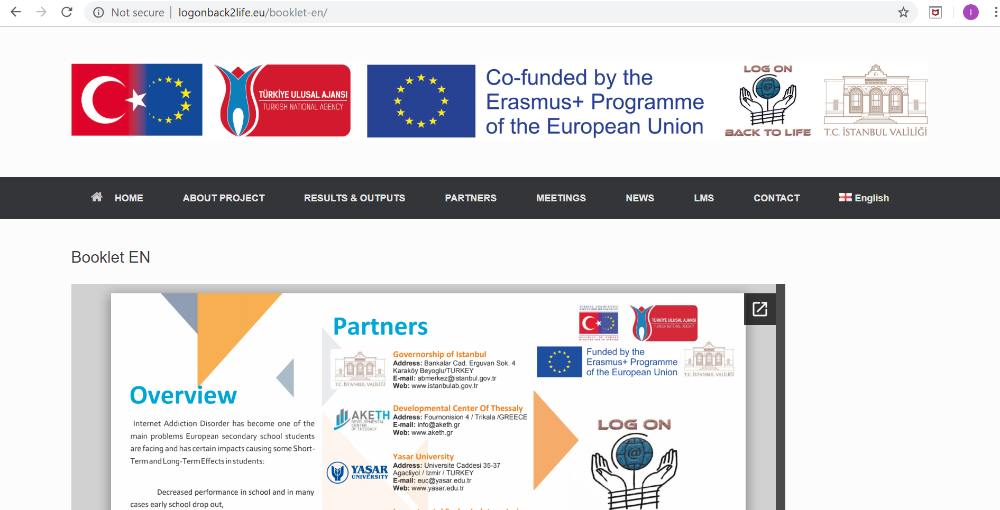 Not secure | logonback2life.eu/booklet-en/
I
TÜRKİYE ULUSAL AJANSI
TURKISH NATIONAL AGENCY
Co-funded by the
Erasmus+ Programme
of the European Union
LOG ON
@
BACK TO LIFE
T.C. İSTANBUL VALİLİĞİ
HOME
ABOUT PROJECT
RESULTS & OUTPUTS
PARTNERS
MEETINGS
NEWS
LMS
CONTACT
English
Booklet EN
Overview
Internet Addiction Disorder has become one of the
main problems European secondary school students
are facing and has certain impacts causing some Short-
Term and Long-Term Effects in students:
Decreased performance in school and in many
cases early school drop out,
Partners
T.C. İSTANBUL VALİLİĞİ
Governorship of Istanbul
Address: Bankalar Cad. Erguvan Sok. 4
Karaköy Beyoglu/TURKEY
E-mail: abmerkez@istanbul.gov.tr
Web: www.istanbulab.gov.tr
AKETH
DEVELOPMENTAL
CENTER
OF THESSALY
Developmental Center Of Thessaly
Address: Fournonision 4 / Trikala /GREECE
E-mail: info@aketh.gr
Web: www.aketh.gr
YASAR
UNIVERSITY
Yasar University
Address: Universite Caddesi 35-37
Agacliyol / Izmir / TURKEY
E-mail: euc@yasar.edu.tr
Web: www.yasar.edu.tr
TÜRKİYE CUMHURİYETİ
AVRUPA BİRLİĞİ BAKANLIĞI
REPUBLIC OF TURKEY
MINISTRY FOR EU AFFAIRS
TÜRKİYE ULUSAL AJANSI
TURKISH NATIONAL AGENCY
Funded by the
Erasmus+ Programme
of the European Union
T.C. İSTANBUL VALİLİĞİ
LOG ON
@